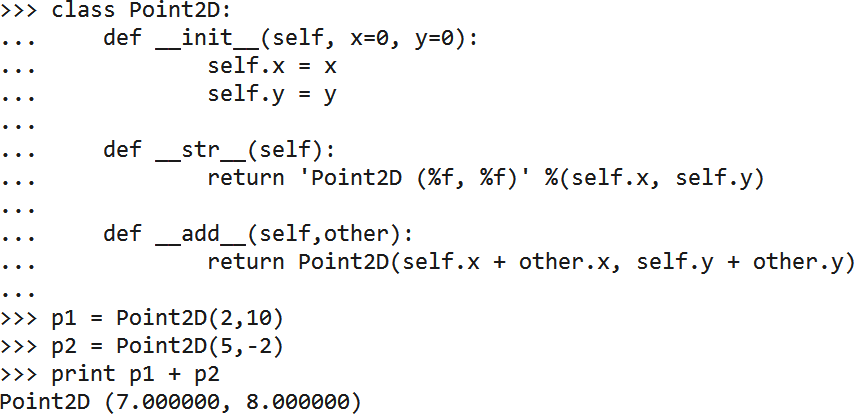 >>> class Point2D:
...     def __init__(self, x=0, y=0):
...             self.x = x
...             self.y = y
...
...     def __str__(self):
...             return 'Point2D (%f, %f)' %(self.x, self.y)
...
...     def __add__(self,other):
...             return Point2D(self.x + other.x, self.y + other.y)
...
>>> p1 = Point2D(2,10)
>>> p2 = Point2D(5,-2)
>>> print p1 + p2
Point2D (7.000000, 8.000000)